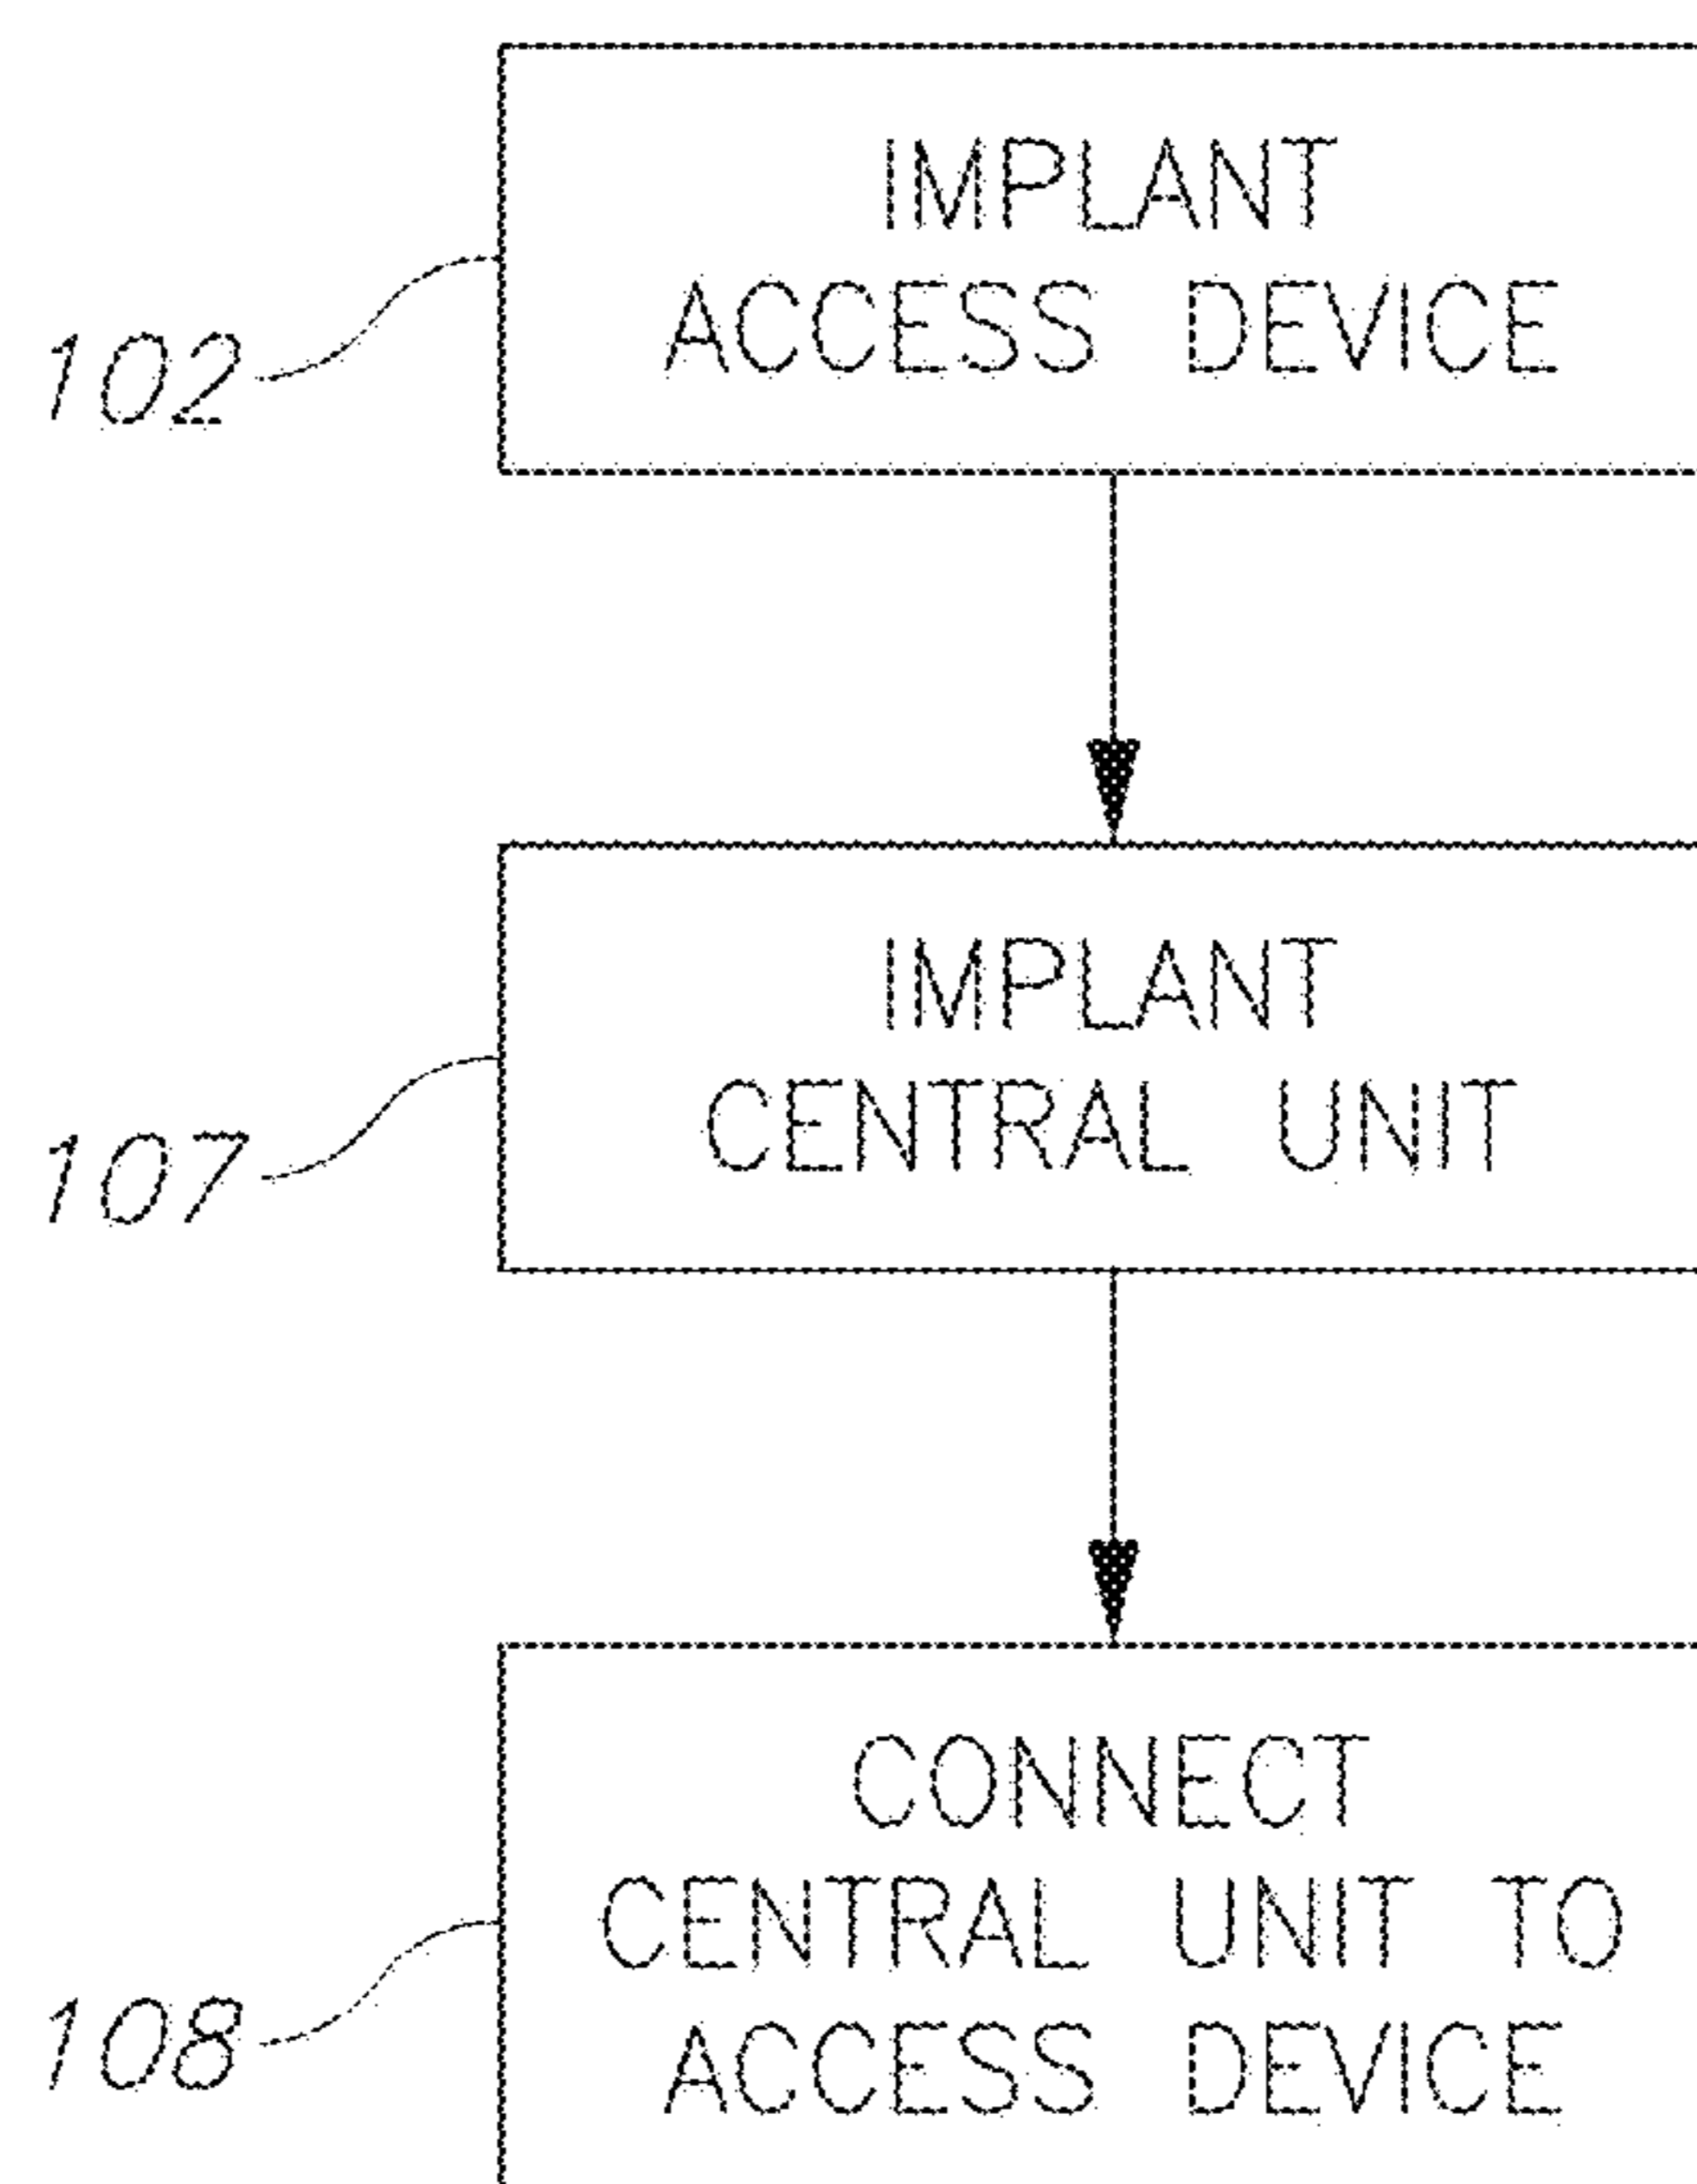 IMPLANT
ACCESS DEVICE
102
IMPLANT
CENTRAL UNIT
107
CONNECT
CENTRAL UNIT TO
ACCESS DEVICE
108